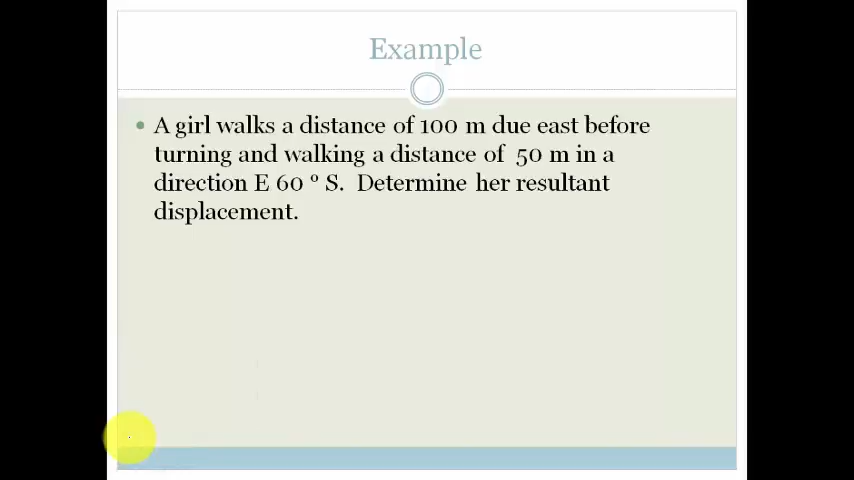 Example
• A girl walks a distance of 100 m due east before
turning and walking a distance of 50 m in a
direction E 60 ° S. Determine her resultant
displacement.